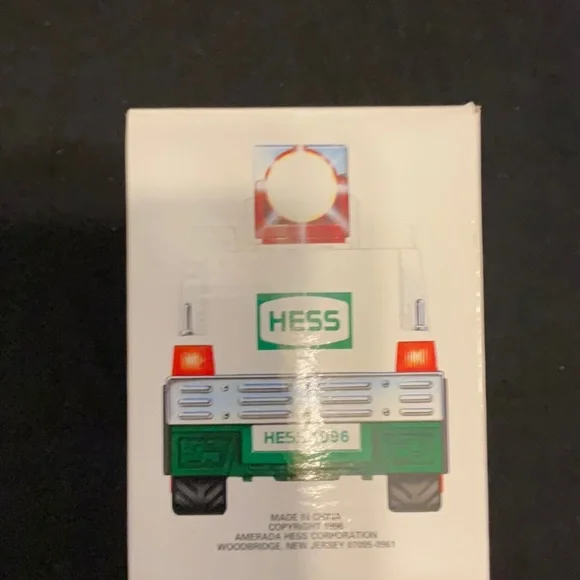 HESS
HESS 1996
MADE IN CHINA
COPYRIGHT 1996
AMERADA HESS CORPORATION
WOODBRIDGE, NEW JERSEY 07095-0961